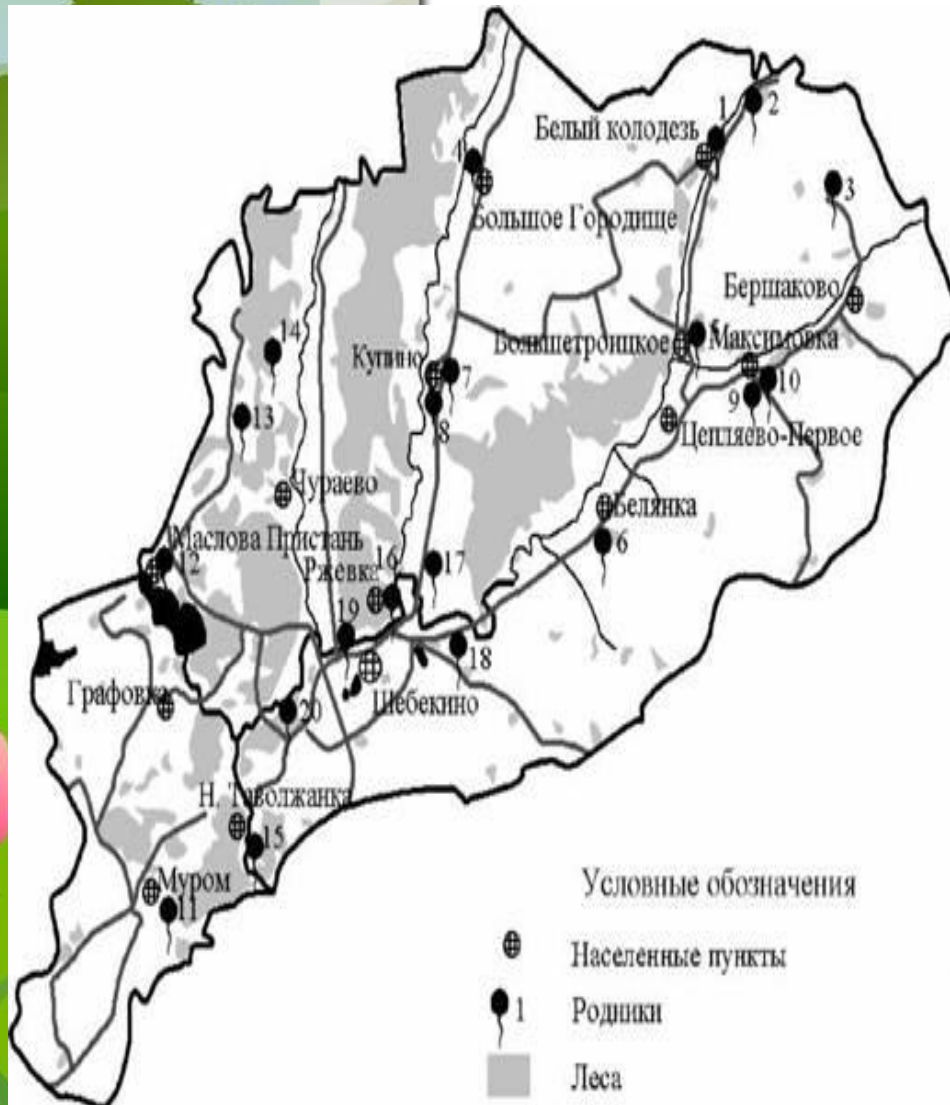 Белый колодезь
1
2
4
3
Большое Городище
Бершаково
14
5
Большетроицкое
Максимовка
Купино
7
10
9
8
13
Цепляево-Первое
Чураево
Белянка
Маслова Пристань
12
16
17
6
Ржевка
19
18
Графовка
Шебекино
20
Н. Таволжанка
15
Муром
11
Условные обозначения
Населенные пункты
1 Родники
Леса